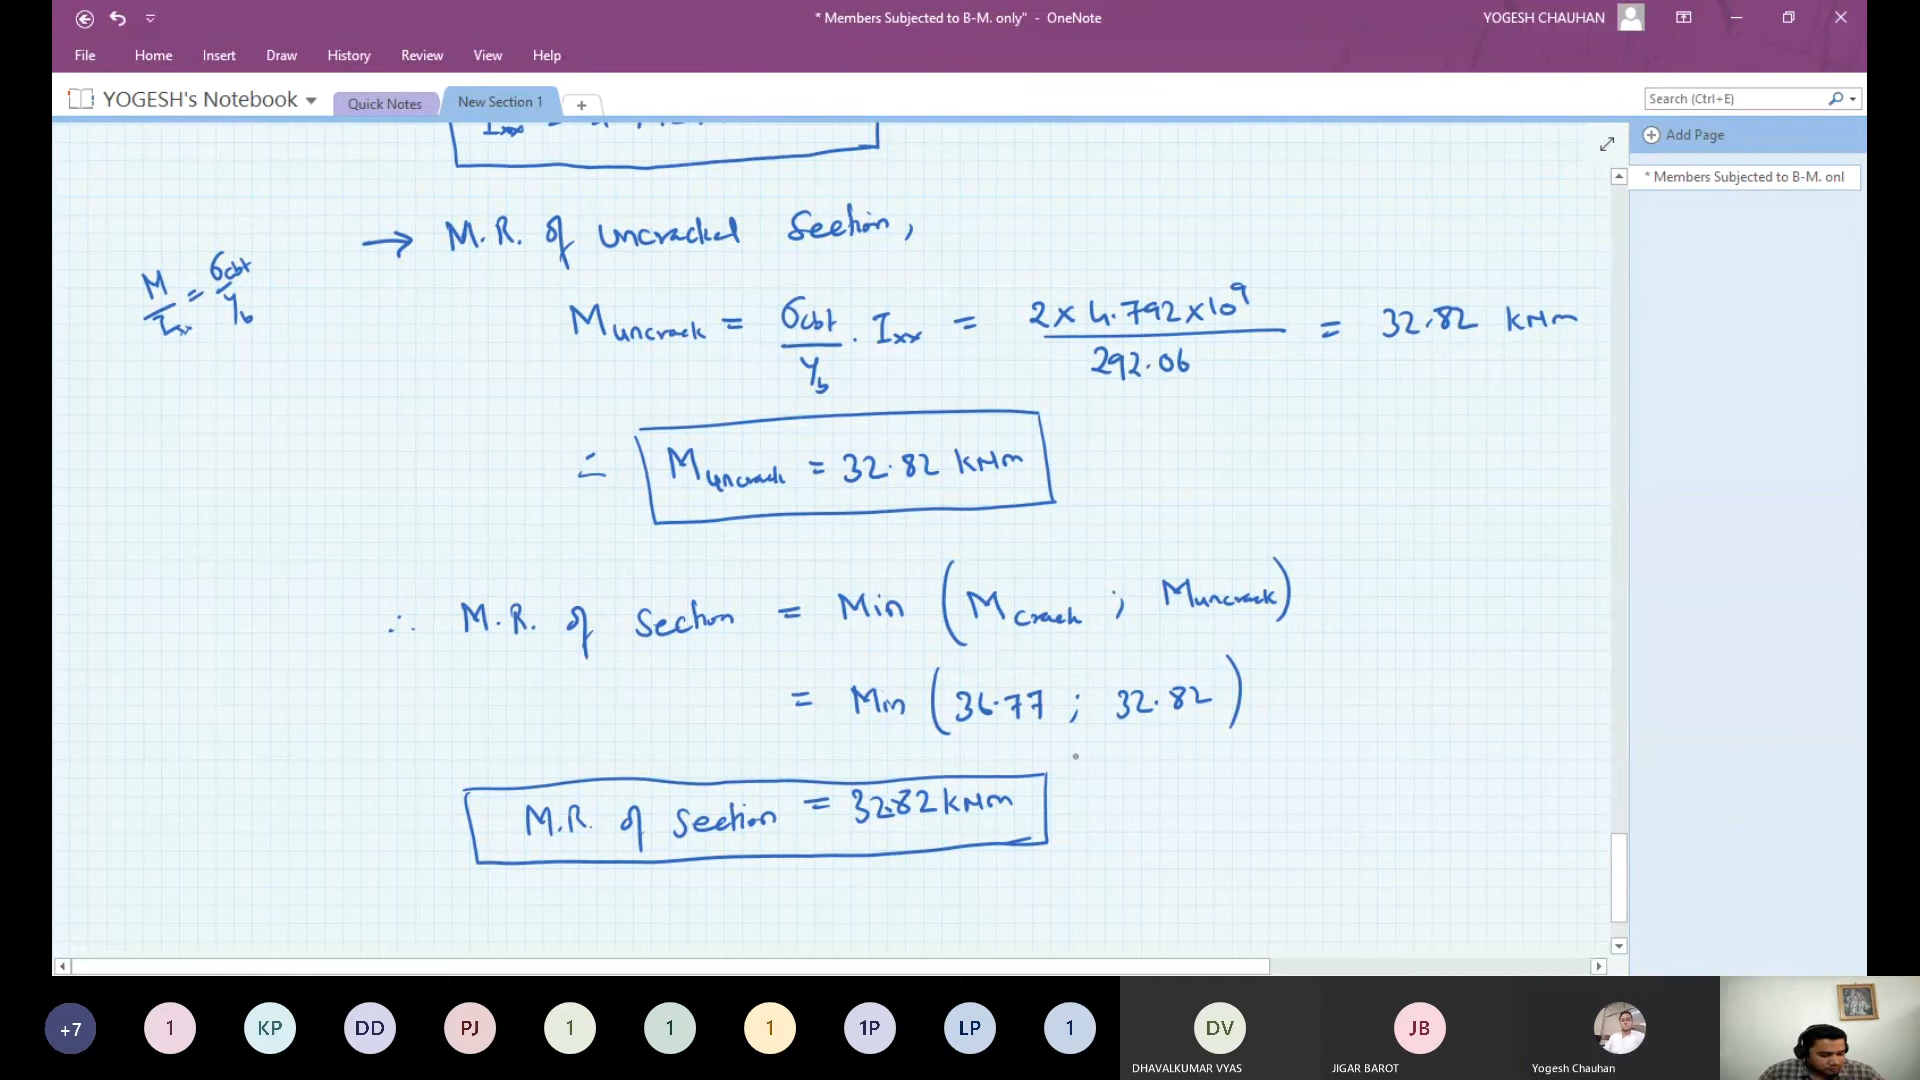 * Members Subjected to B-M. only" - OneNote
YOGESH CHAUHAN
File Home Insert Draw History Review View Help
YOGESH's Notebook Quick Notes New Section 1 +
Search (Ctrl+E)
Add Page
* Members Subjected to B-M. onl
Ixx =
→ M.R. of uncracked Section,
M/Ixx = σcbt/yb
Muncrack = σcbt/yb . Ixx = 2 x 4.792 x 10⁹/292.06 = 32.82 kNm
∴ Muncrack = 32.82 kNm
∴ M.R. of Section = Min (Mcrack ; Muncrack)
= Min (36.77 ; 32.82)
M.R. of Section = 32.82 kNm
+7 1 KP DD PJ 1 1 1 1P LP 1 DV JB
DHAVALKUMAR VYAS JIGAR BAROT Yogesh Chauhan